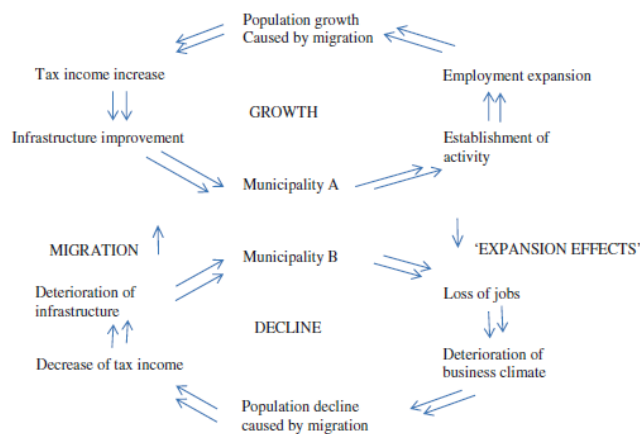 Population growth
Caused by migration
Tax income increase
Employment expansion
GROWTH
Infrastructure improvement
Establishment of
activity
Municipality A
MIGRATION
Municipality B
'EXPANSION EFFECTS'
Deterioration of
infrastructure
Loss of jobs
DECLINE
Decrease of tax income
Deterioration of
business climate
Population decline
caused by migration